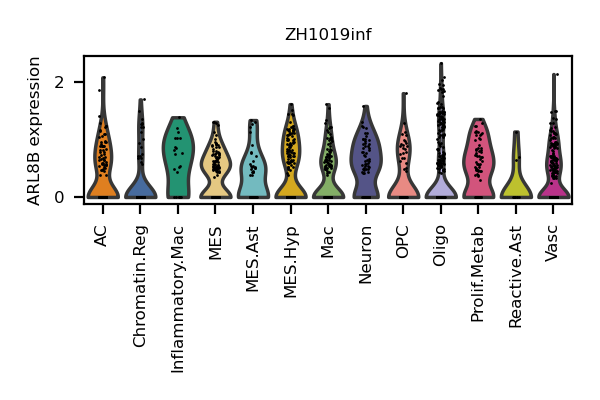 ZH1019inf
ARL8B expression
2
0
AC
Chromatin.Reg
Inflammatory.Mac
MES
MES.Ast
MES.Hyp
Mac
Neuron
OPC
Oligo
Prolif.Metab
Reactive.Ast
Vasc